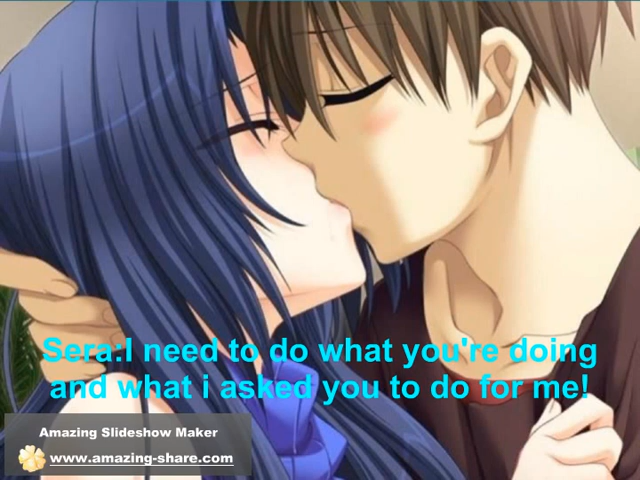 Sera:I need to do what you're doing
and what i asked you to do for me!
Amazing Slideshow Maker
www.amazing-share.com